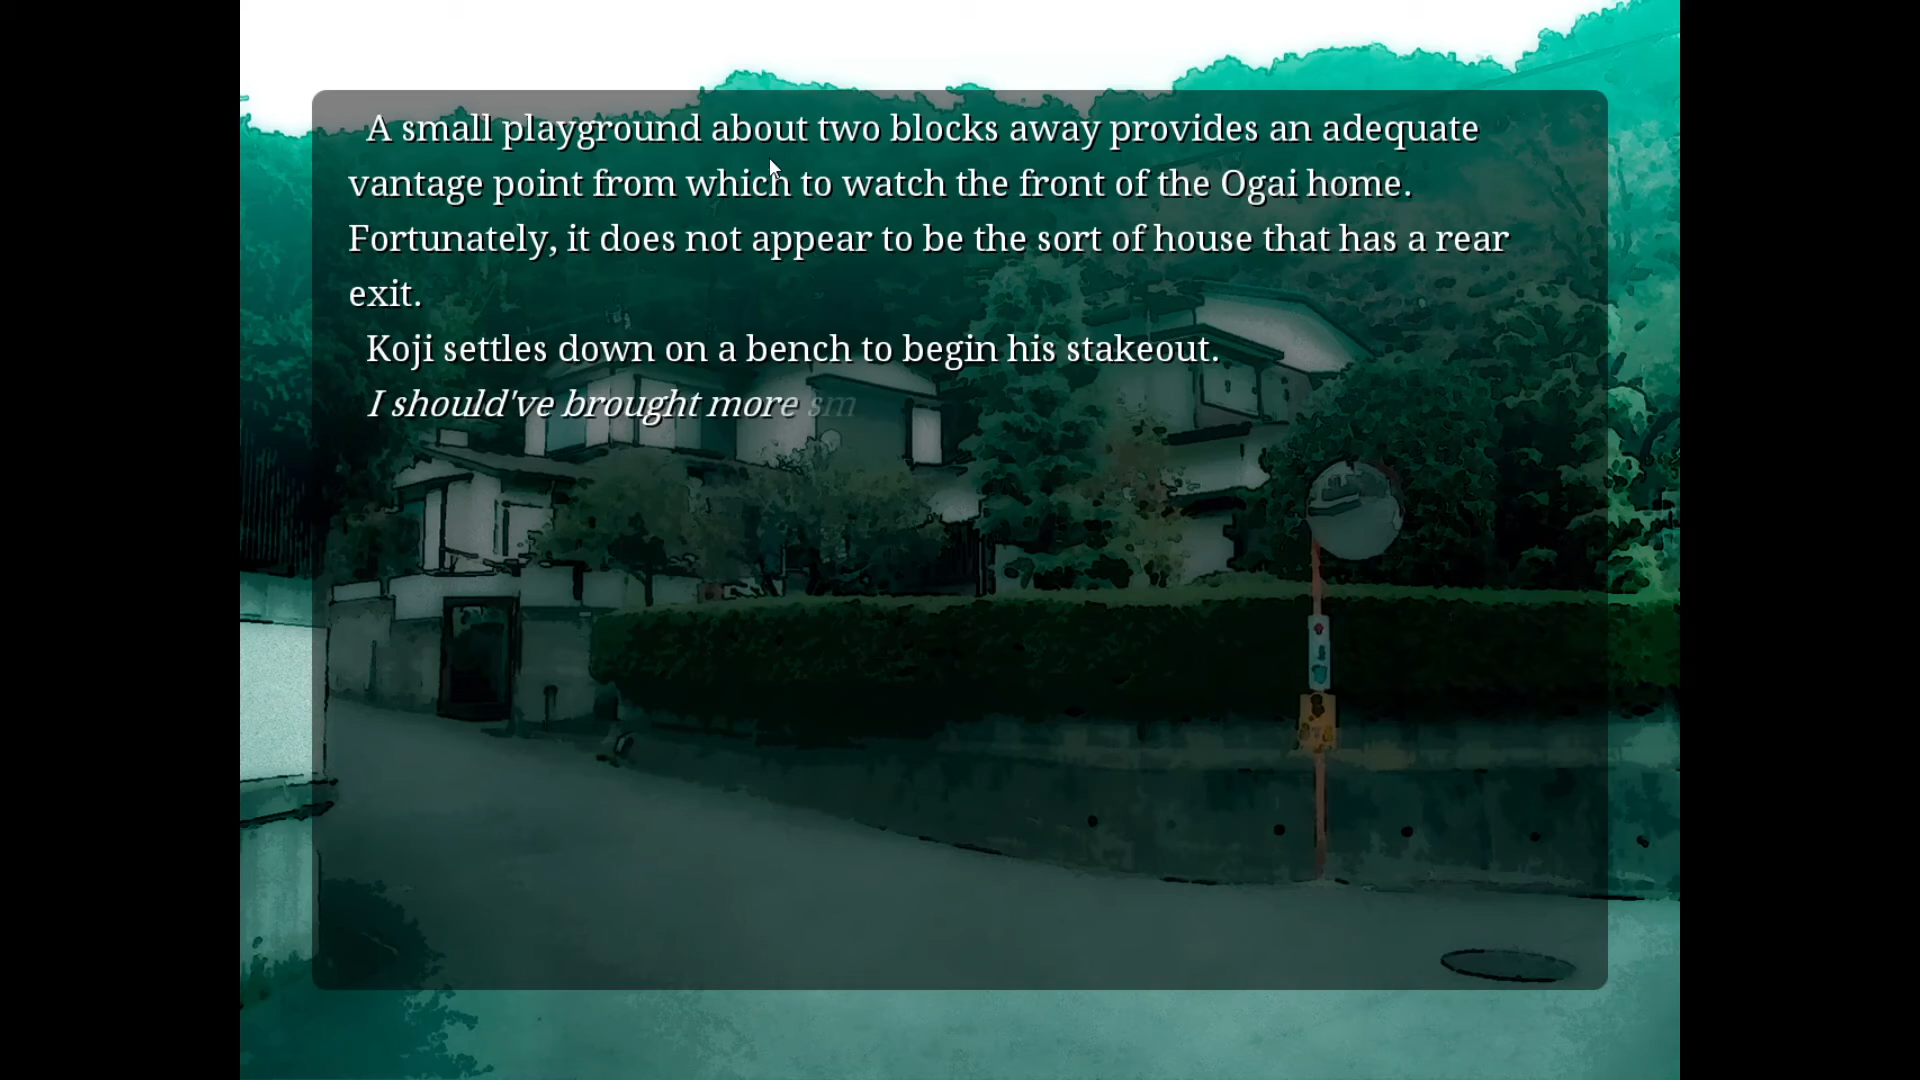 A small playground about two blocks away provides an adequate
vantage point from which to watch the front of the Ogai home.
Fortunately, it does not appear to be the sort of house that has a rear
exit.
Koji settles down on a bench to begin his stakeout.
I should've brought more sm